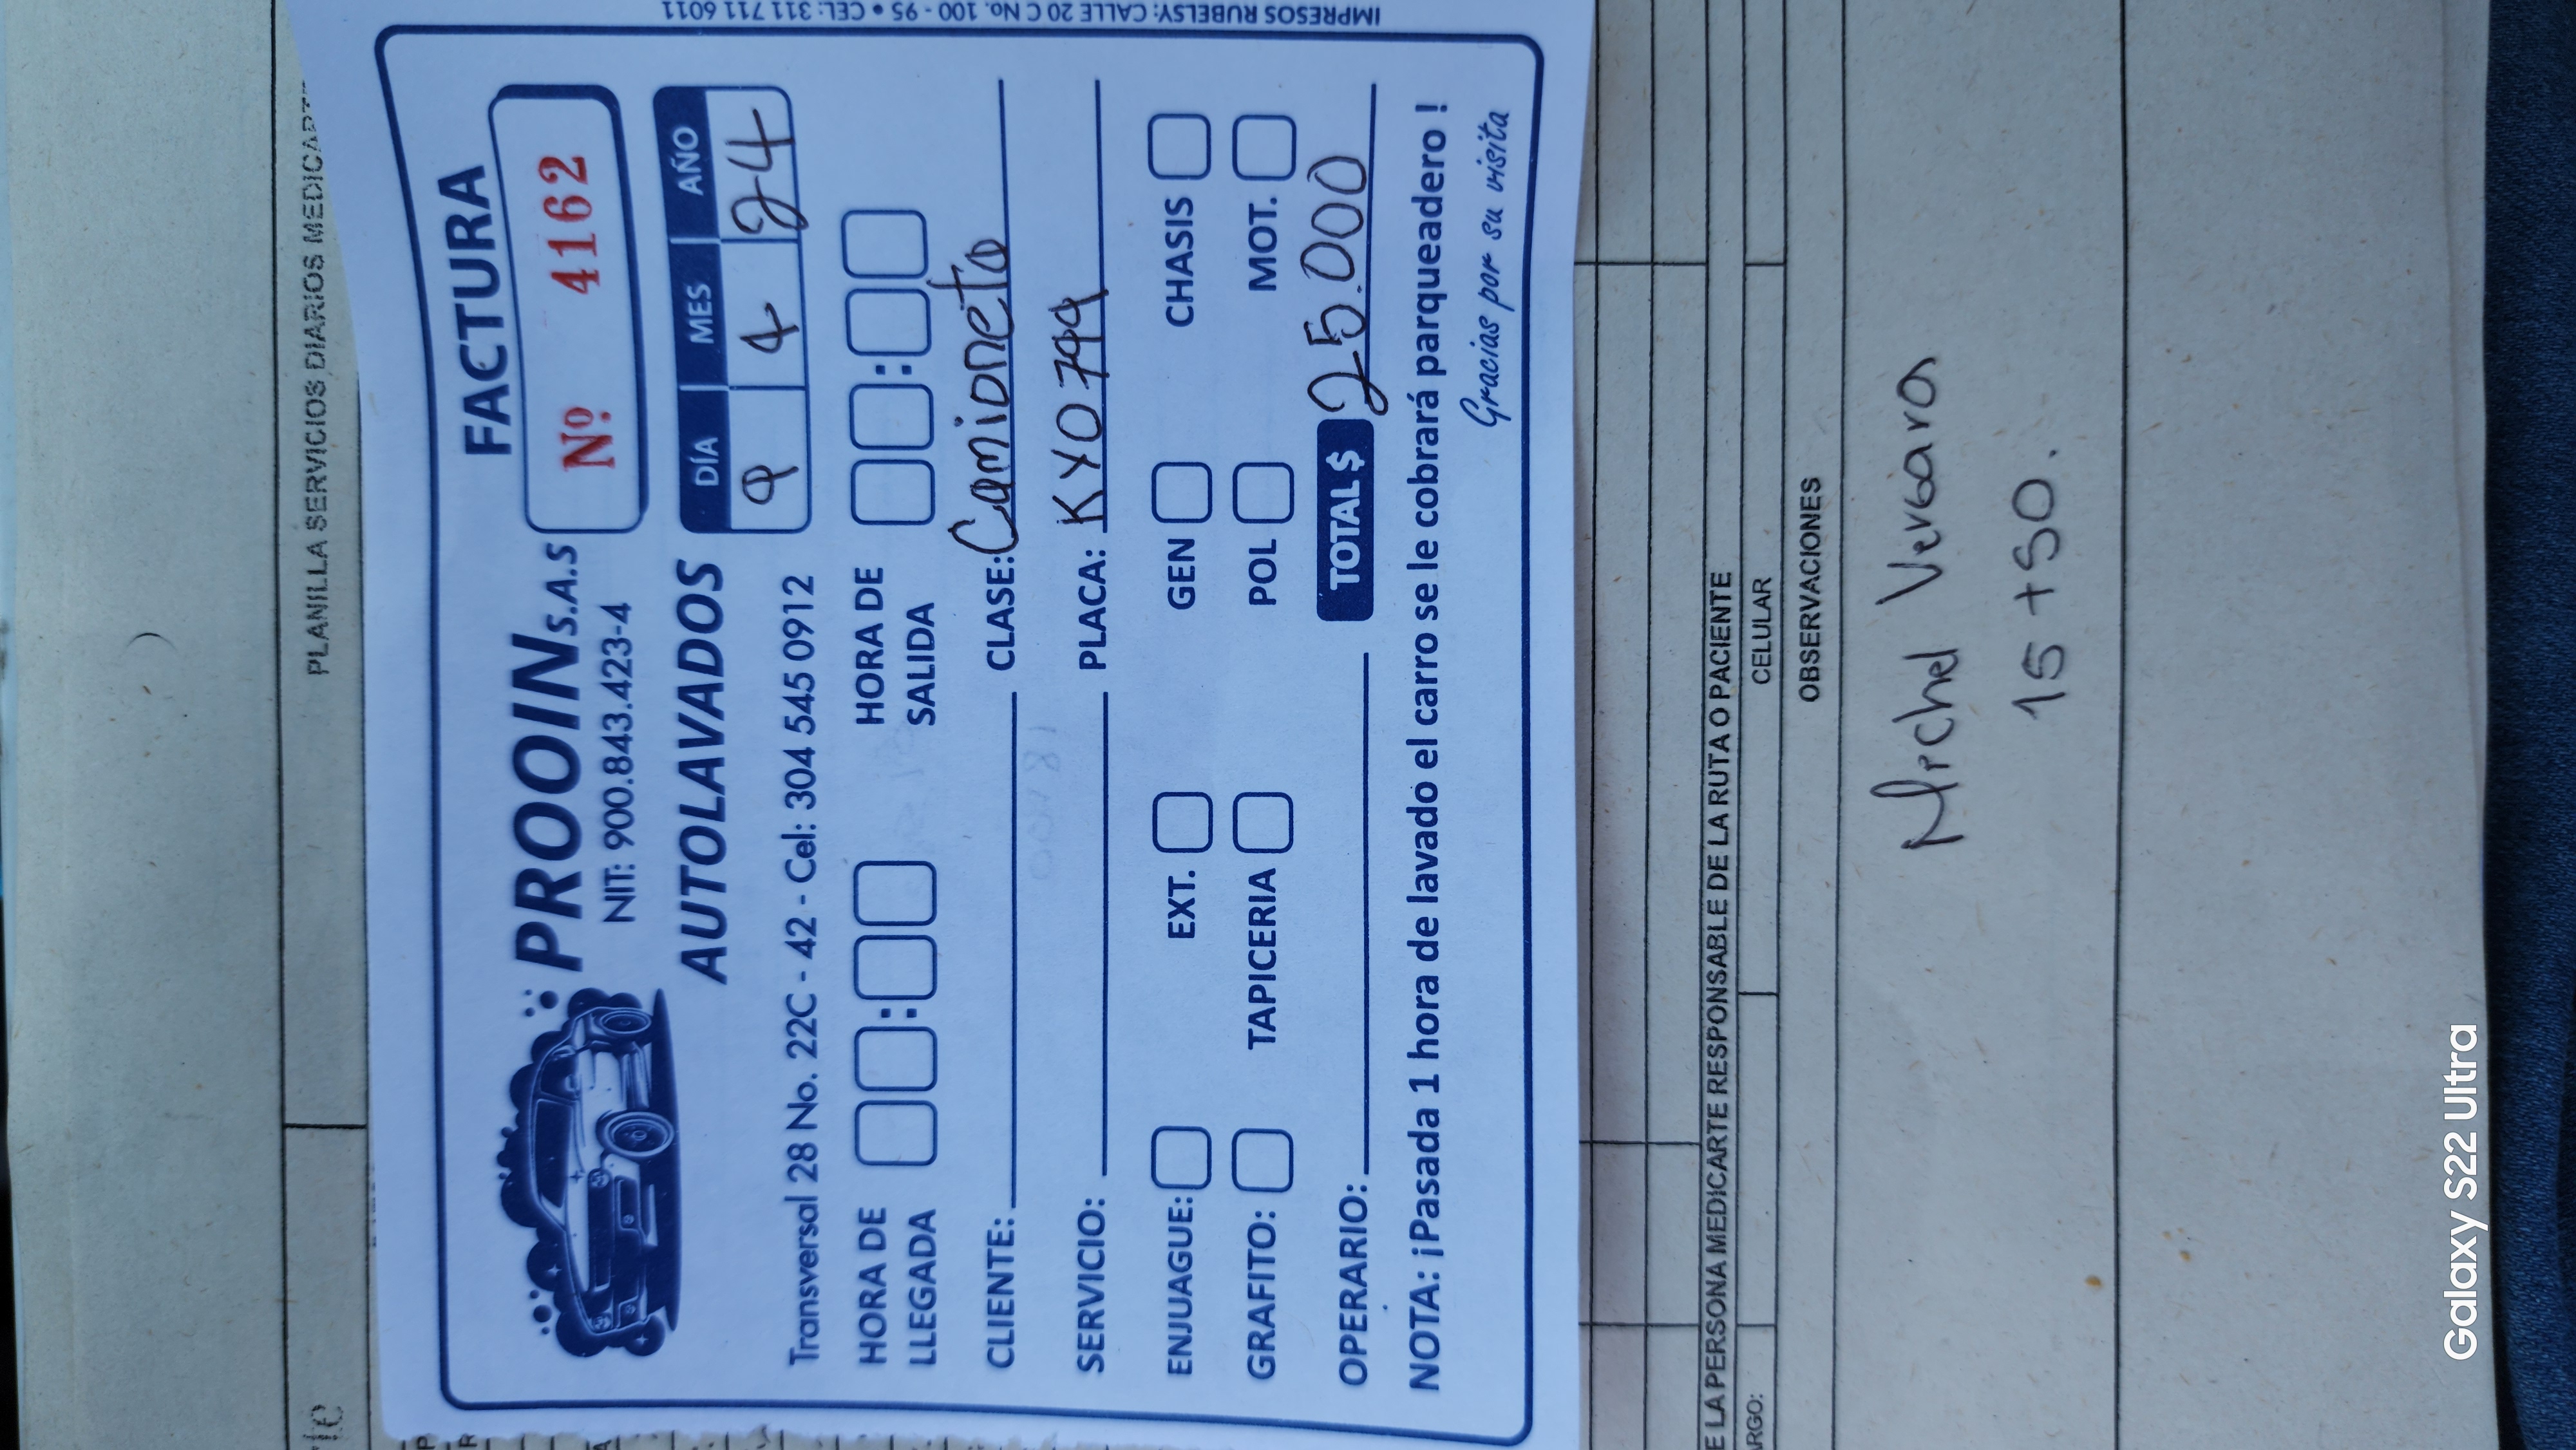 PLANILLA SERVICIOS DIARIOS MEDICARTE
IMPRESOS RUBELSY: CALLE 20 C No. 100 - 95 • CEL: 311 711 6011
PROOIN S.A.S
NIT: 900.843.423-4
AUTOLAVADOS
FACTURA
Nº 4162
DÍA MES AÑO
9 4 24
Transversal 28 No. 22C - 42 - Cel: 304 545 0912
HORA DE LLEGADA : HORA DE SALIDA :
CLIENTE: CLASE: Camioneta
SERVICIO: PLACA: KYO 799
ENJUAGUE: EXT. GEN CHASIS
GRAFITO: TAPICERIA POL MOT.
OPERARIO: TOTAL $ 25.000
NOTA: ¡Pasada 1 hora de lavado el carro se le cobrará parqueadero !
Gracias por su visita
E LA PERSONA MEDICARTE RESPONSABLE DE LA RUTA O PACIENTE
ARGO: CELULAR
OBSERVACIONES
Michel Vergara
15 + 50.
Galaxy S22 Ultra